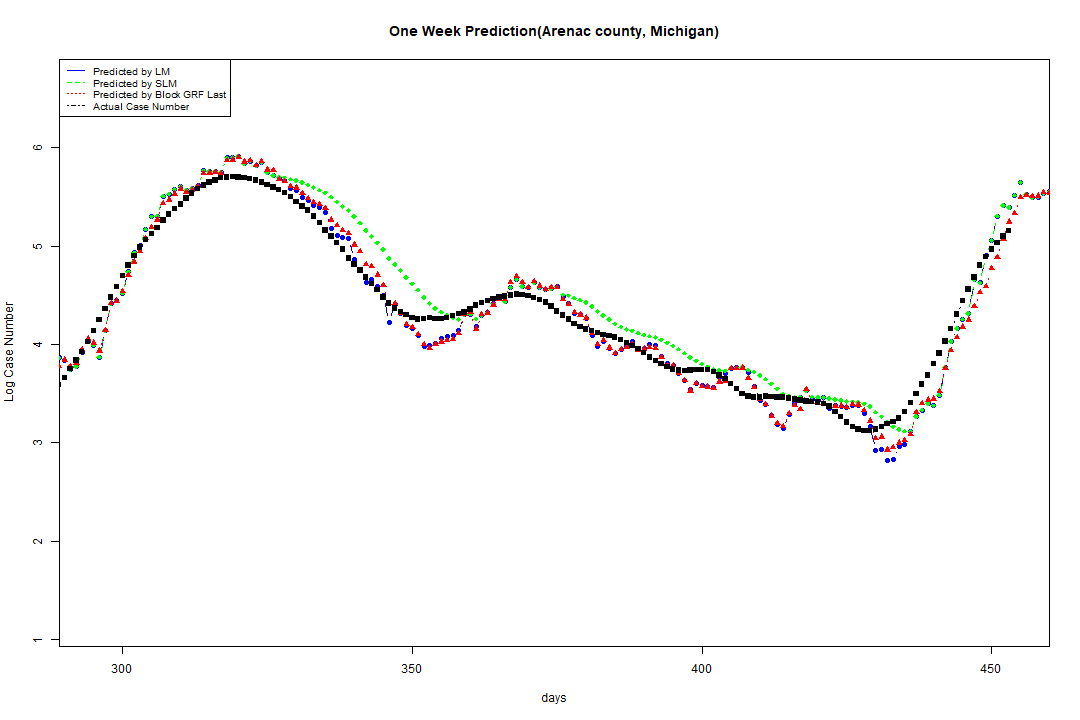 One Week Prediction(Arenac county, Michigan)
Predicted by LM
Predicted by SLM
Predicted by Block GRF Last
Actual Case Number
Log Case Number
6
5
4
3
2
1
300 350 400 450
days